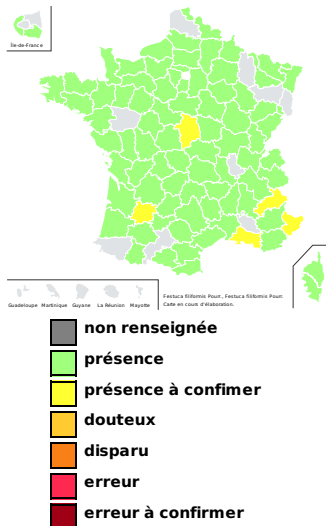 Île-de-France
Guadeloupe Martinique Guyane La Réunion Mayotte
Festuca filiformis Pourr., Festuca filiformis Pourr.
Carte en cours d'élaboration.
non renseignée
présence
présence à confimer
douteux
disparu
erreur
erreur à confirmer